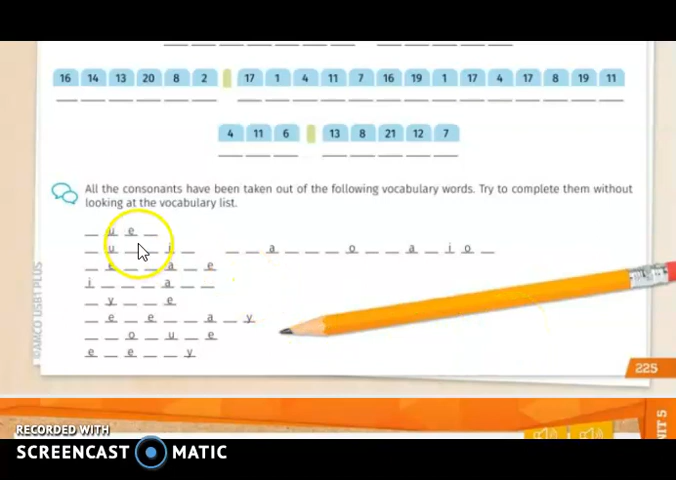 16 14 13 20 8 2 17 1 4 11 7 16 19 1 17 4 17 8 19 11
4 11 6 13 8 21 12 7
All the consonants have been taken out of the following vocabulary words. Try to complete them without
looking at the vocabulary list.
_ u e _
_ u _ _ i _ _ _ a _ _ _ o _ _ a _ i o _
_ e _ _ a _ e
i _ _ _ a _ _
_ y _ _ e
_ e _ e _ _ a _ y
_ _ o _ u _ e
e _ e _ _ y
©AMCO USB1 PLUS
225
UNIT 5
RECORDED WITH
SCREENCAST MATIC